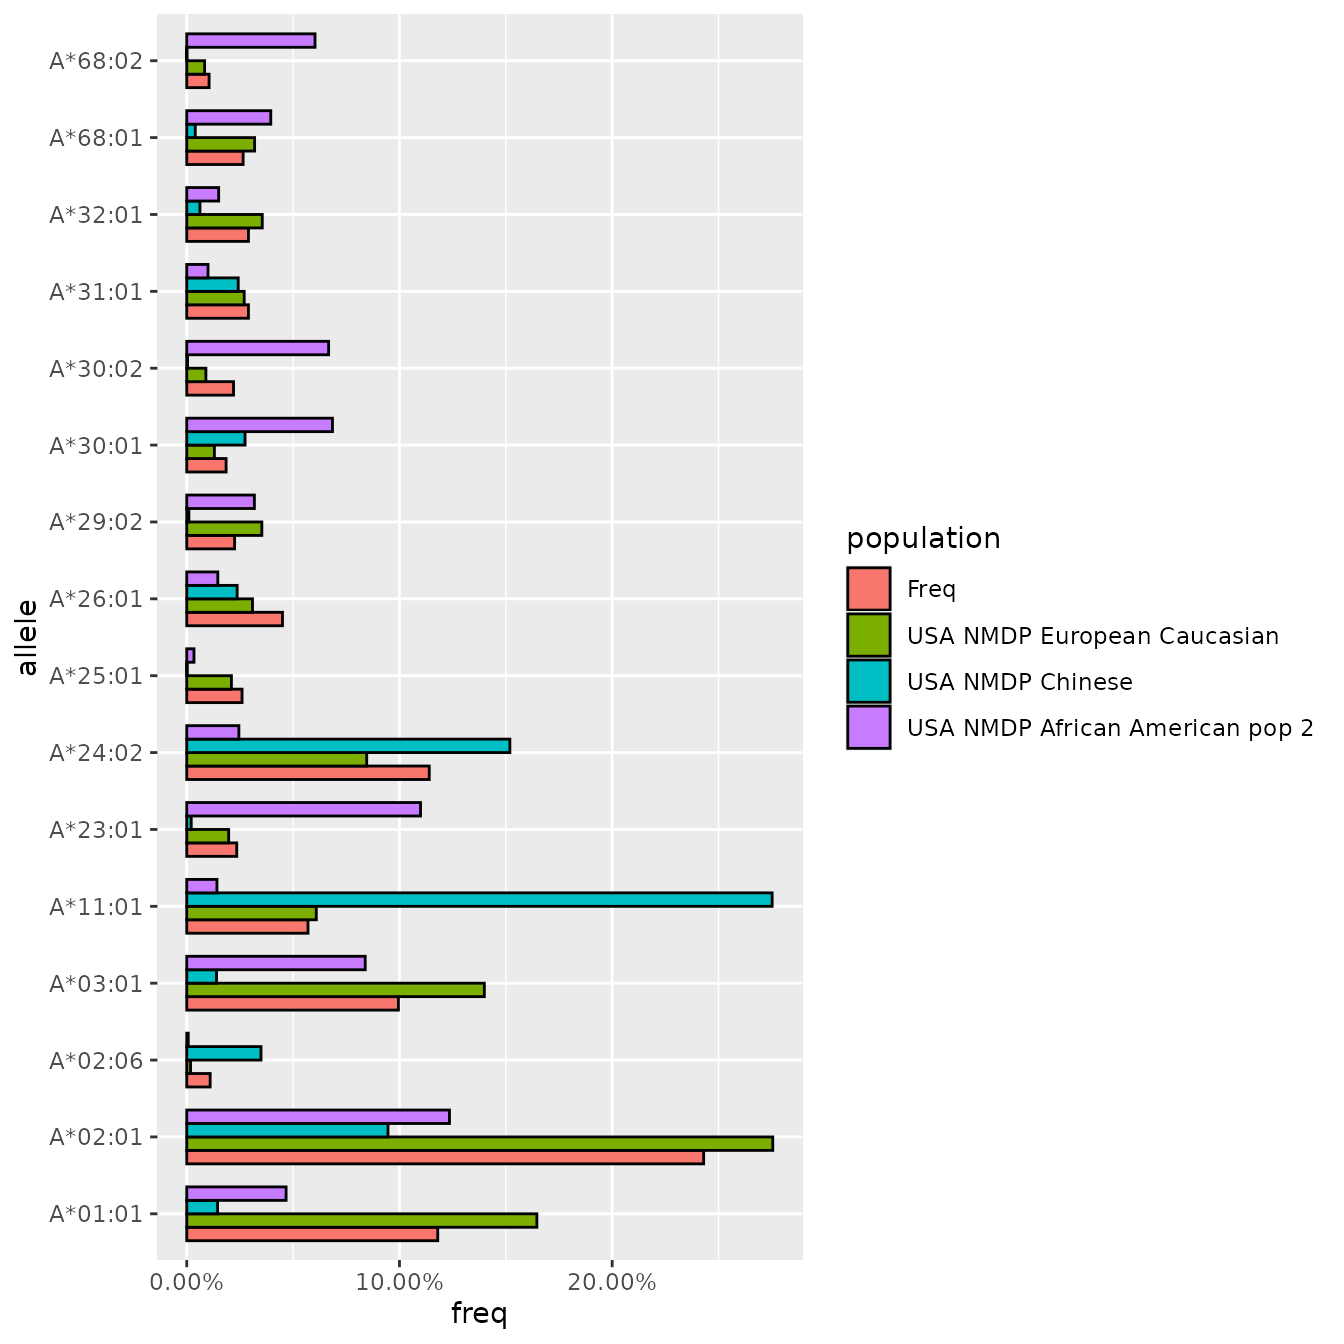 allele
A*68:02
A*68:01
A*32:01
A*31:01
A*30:02
A*30:01
A*29:02
A*26:01
A*25:01
A*24:02
A*23:01
A*11:01
A*03:01
A*02:06
A*02:01
A*01:01
0.00% 10.00% 20.00%
freq
population
Freq
USA NMDP European Caucasian
USA NMDP Chinese
USA NMDP African American pop 2